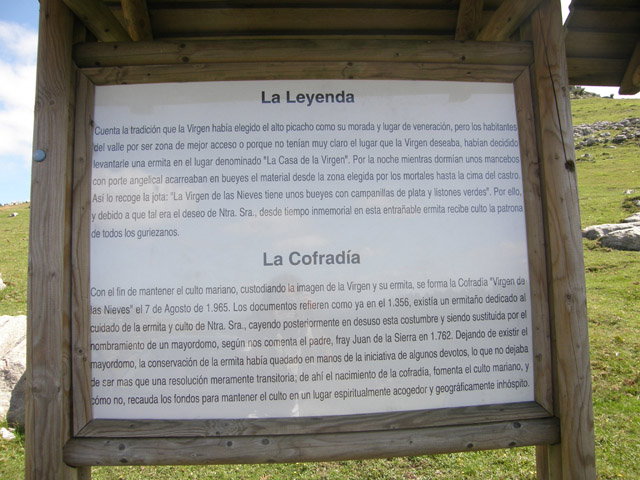 La Leyenda
Cuenta la tradición que la Virgen había elegido el alto picacho como su morada y lugar de veneración, pero los habitantes
del valle por ser zona de mejor acceso o porque no tenían muy claro el lugar que la Virgen deseaba, habían decidido
levantarle una ermita en el lugar denominado "La Casa de la Virgen". Por la noche mientras dormían unos mancebos
con porte angelical acarreaban en bueyes el material desde la zona elegida por los mortales hasta la cima del castro.
Así lo recoge la jota: "La Virgen de las Nieves tiene unos bueyes con campanillas de plata y listones verdes". Por ello,
y debido a que tal era el deseo de Ntra. Sra., desde tiempo inmemorial en esta entrañable ermita recibe culto la patrona
de todos los guriezanos.
La Cofradía
Con el fin de mantener el culto mariano, custodiando la imagen de la Virgen y su ermita, se forma la Cofradía "Virgen de
las Nieves" el 7 de Agosto de 1.965. Los documentos refieren como ya en el 1.356, existía un ermitaño dedicado al
cuidado de la ermita y culto de Ntra. Sra., cayendo posteriormente en desuso esta costumbre y siendo sustituida por el
nombramiento de un mayordomo, según nos comenta el padre, fray Juan de la Sierra en 1.762. Dejando de existir el
mayordomo, la conservación de la ermita había quedado en manos de la iniciativa de algunos devotos, lo que no dejaba
de ser mas que una resolución meramente transitoria; de ahí el nacimiento de la cofradía, fomenta el culto mariano, y
cómo no, recauda los fondos para mantener el culto en un lugar espiritualmente acogedor y geográficamente inhóspito.